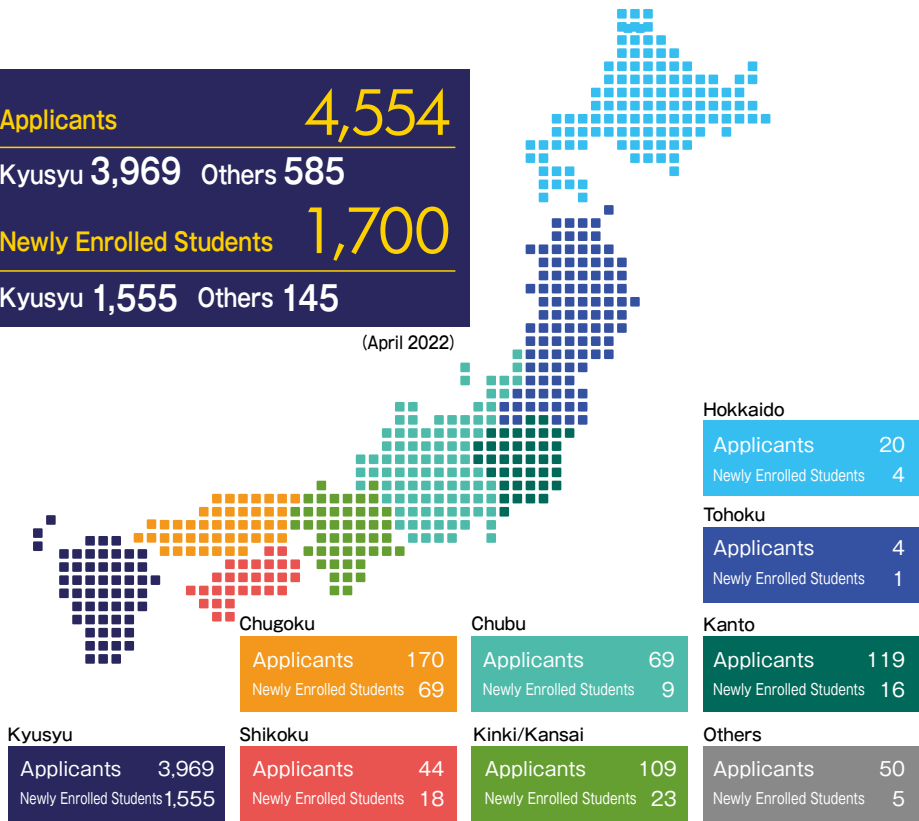 Applicants 4,554
Kyusyu 3,969 Others 585
Newly Enrolled Students 1,700
Kyusyu 1,555 Others 145
(April 2022)
Hokkaido
Applicants 20
Newly Enrolled Students 4
Tohoku
Applicants 4
Newly Enrolled Students 1
Chugoku
Applicants 170
Newly Enrolled Students 69
Chubu
Applicants 69
Newly Enrolled Students 9
Kanto
Applicants 119
Newly Enrolled Students 16
Kyusyu
Applicants 3,969
Newly Enrolled Students 1,555
Shikoku
Applicants 44
Newly Enrolled Students 18
Kinki/Kansai
Applicants 109
Newly Enrolled Students 23
Others
Applicants 50
Newly Enrolled Students 5